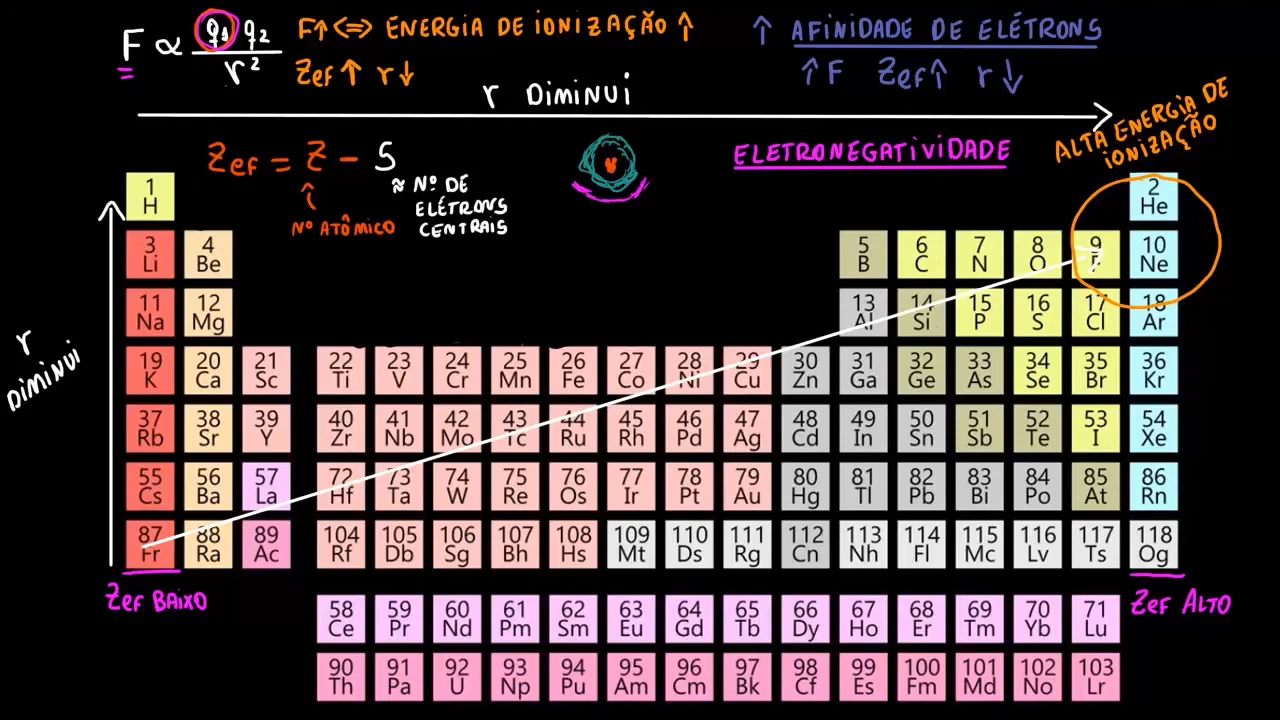 F ∝ q1 q2 / r²
F↑ <=> ENERGIA DE IONIZAÇÃO ↑
Zef ↑ r ↓
↑ AFINIDADE DE ELÉTRONS
↑F Zef↑ r ↓
r DIMINUI
ALTA ENERGIA DE
IONIZAÇÃO
Zef = Z - S
≈ Nº DE
ELÉTRONS
CENTRAIS
Nº ATÔMICO
ELETRONEGATIVIDADE
r
DIMINUI
1 2
H He
3 4 5 6 7 8 9 10
Li Be B C N O F Ne
11 12 13 14 15 16 17 18
Na Mg Al Si P S Cl Ar
19 20 21 22 23 24 25 26 27 28 29 30 31 32 33 34 35 36
K Ca Sc Ti V Cr Mn Fe Co Ni Cu Zn Ga Ge As Se Br Kr
37 38 39 40 41 42 43 44 45 46 47 48 49 50 51 52 53 54
Rb Sr Y Zr Nb Mo Tc Ru Rh Pd Ag Cd In Sn Sb Te I Xe
55 56 57 72 73 74 75 76 77 78 79 80 81 82 83 84 85 86
Cs Ba La Hf Ta W Re Os Ir Pt Au Hg Tl Pb Bi Po At Rn
87 88 89 104 105 106 107 108 109 110 111 112 113 114 115 116 117 118
Fr Ra Ac Rf Db Sg Bh Hs Mt Ds Rg Cn Nh Fl Mc Lv Ts Og
Zef BAIXO
Zef ALTO
58 59 60 61 62 63 64 65 66 67 68 69 70 71
Ce Pr Nd Pm Sm Eu Gd Tb Dy Ho Er Tm Yb Lu
90 91 92 93 94 95 96 97 98 99 100 101 102 103
Th Pa U Np Pu Am Cm Bk Cf Es Fm Md No Lr